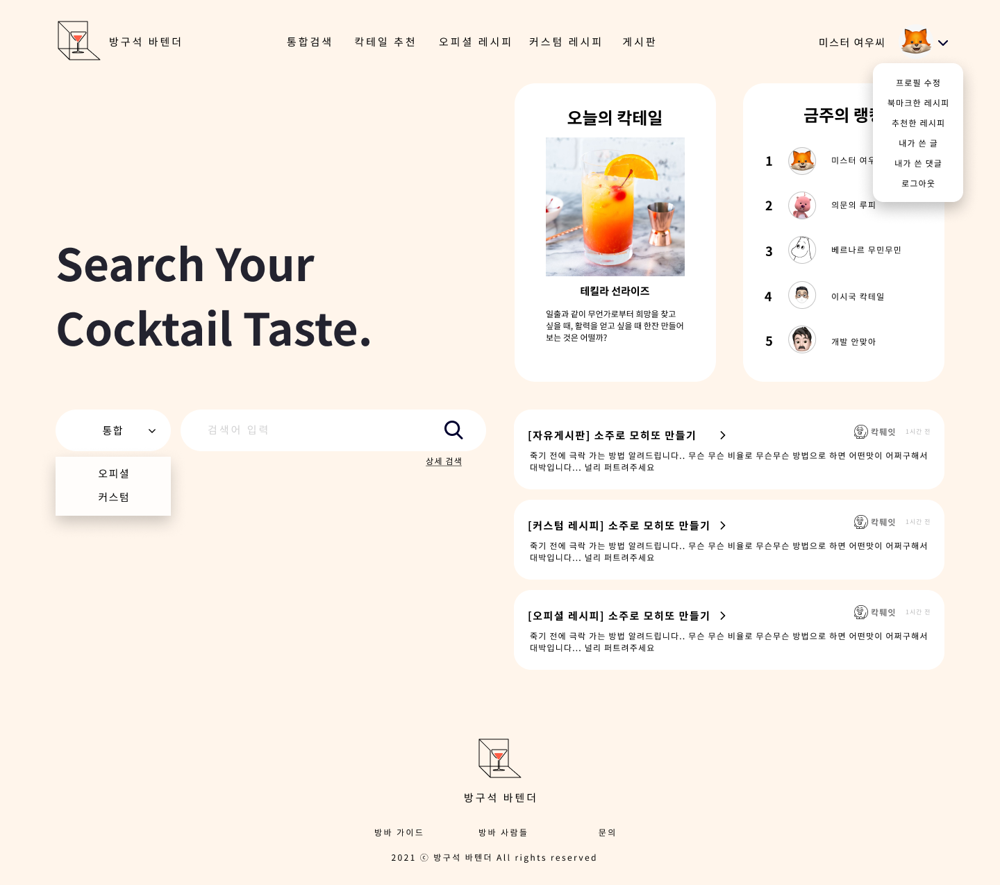 방구석 바텐더
통합검색
칵테일 추천
오피셜 레시피
커스텀 레시피
게시판
미스터 여우씨
프로필 수정
북마크한 레시피
추천한 레시피
내가 쓴 글
내가 쓴 댓글
로그아웃
Search Your
Cocktail Taste.
오늘의 칵테일
테킬라 선라이즈
일출과 같이 무언가로부터 희망을 찾고
싶을 때, 활력을 얻고 싶을 때 한잔 만들어
보는 것은 어떨까?
금주의
1 미스터
2 의문의 루피
3 베르나르 무민무민
4 이시국 칵테일
5 개발 안맞아
통합
오피셜
커스텀
검색어 입력
상세 검색
[자유게시판] 소주로 모히또 만들기
칵퉤잇 1시간 전
죽기 전에 극락 가는 방법 알려드립니다.. 무슨 무슨 비율로 무슨무슨 방법으로 하면 어떤맛이 어쩌구해서
대박입니다... 널리 퍼트려주세요
[커스텀 레시피] 소주로 모히또 만들기
칵퉤잇 1시간 전
죽기 전에 극락 가는 방법 알려드립니다.. 무슨 무슨 비율로 무슨무슨 방법으로 하면 어떤맛이 어쩌구해서
대박입니다... 널리 퍼트려주세요
[오피셜 레시피] 소주로 모히또 만들기
칵퉤잇 1시간 전
죽기 전에 극락 가는 방법 알려드립니다.. 무슨 무슨 비율로 무슨무슨 방법으로 하면 어떤맛이 어쩌구해서
대박입니다... 널리 퍼트려주세요
방구석 바텐더
방바 가이드
방바 사람들
문의
2021 ⓒ 방구석 바텐더 All rights reserved